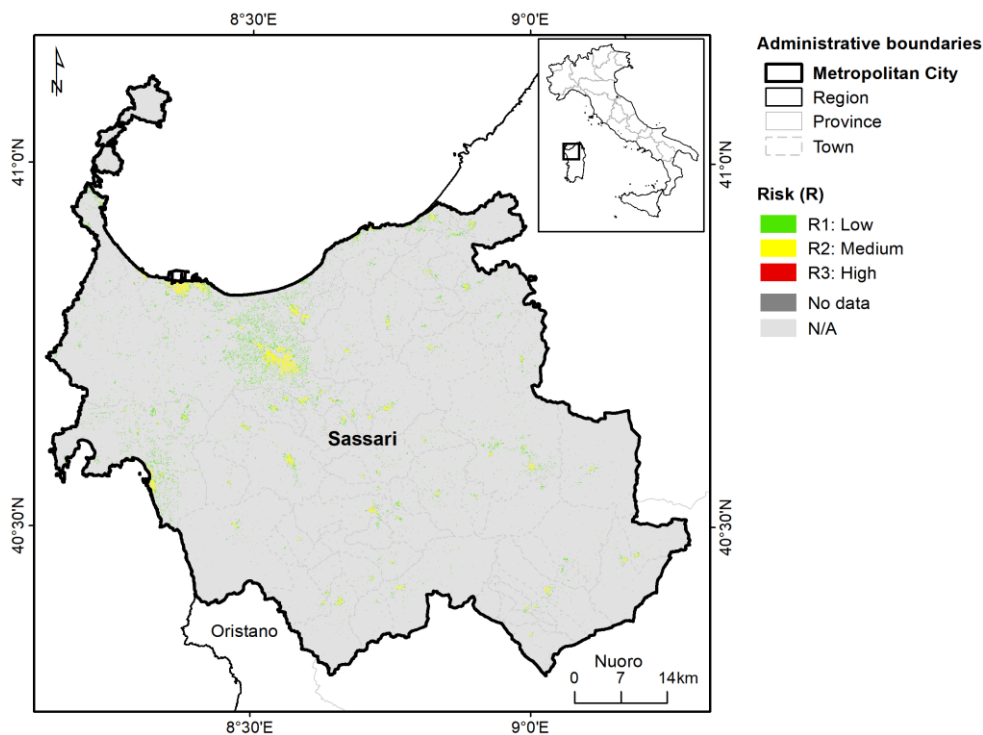 8°30'E 9°0'E
N
41°0'N 41°0'N
Sassari
40°30'N 40°30'N
Oristano
Nuoro
0 7 14km
8°30'E 9°0'E
Administrative boundaries
Metropolitan City
Region
Province
Town
Risk (R)
R1: Low
R2: Medium
R3: High
No data
N/A